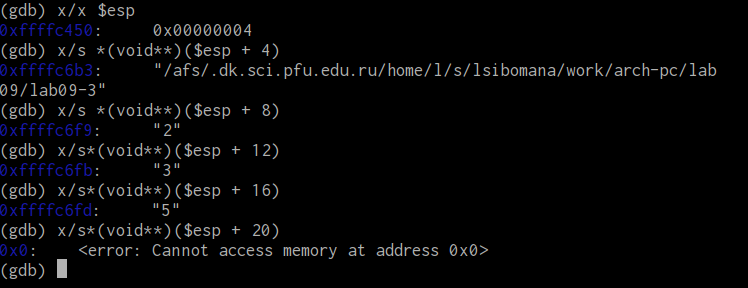 (gdb) x/x $esp
0xffffc450:     0x00000004
(gdb) x/s *(void**)($esp + 4)
0xffffc6b3:     "/afs/.dk.sci.pfu.edu.ru/home/l/s/lsibomana/work/arch-pc/lab
09/lab09-3"
(gdb) x/s *(void**)($esp + 8)
0xffffc6f9:     "2"
(gdb) x/s*(void**)($esp + 12)
0xffffc6fb:     "3"
(gdb) x/s*(void**)($esp + 16)
0xffffc6fd:     "5"
(gdb) x/s*(void**)($esp + 20)
0x0:    <error: Cannot access memory at address 0x0>
(gdb)